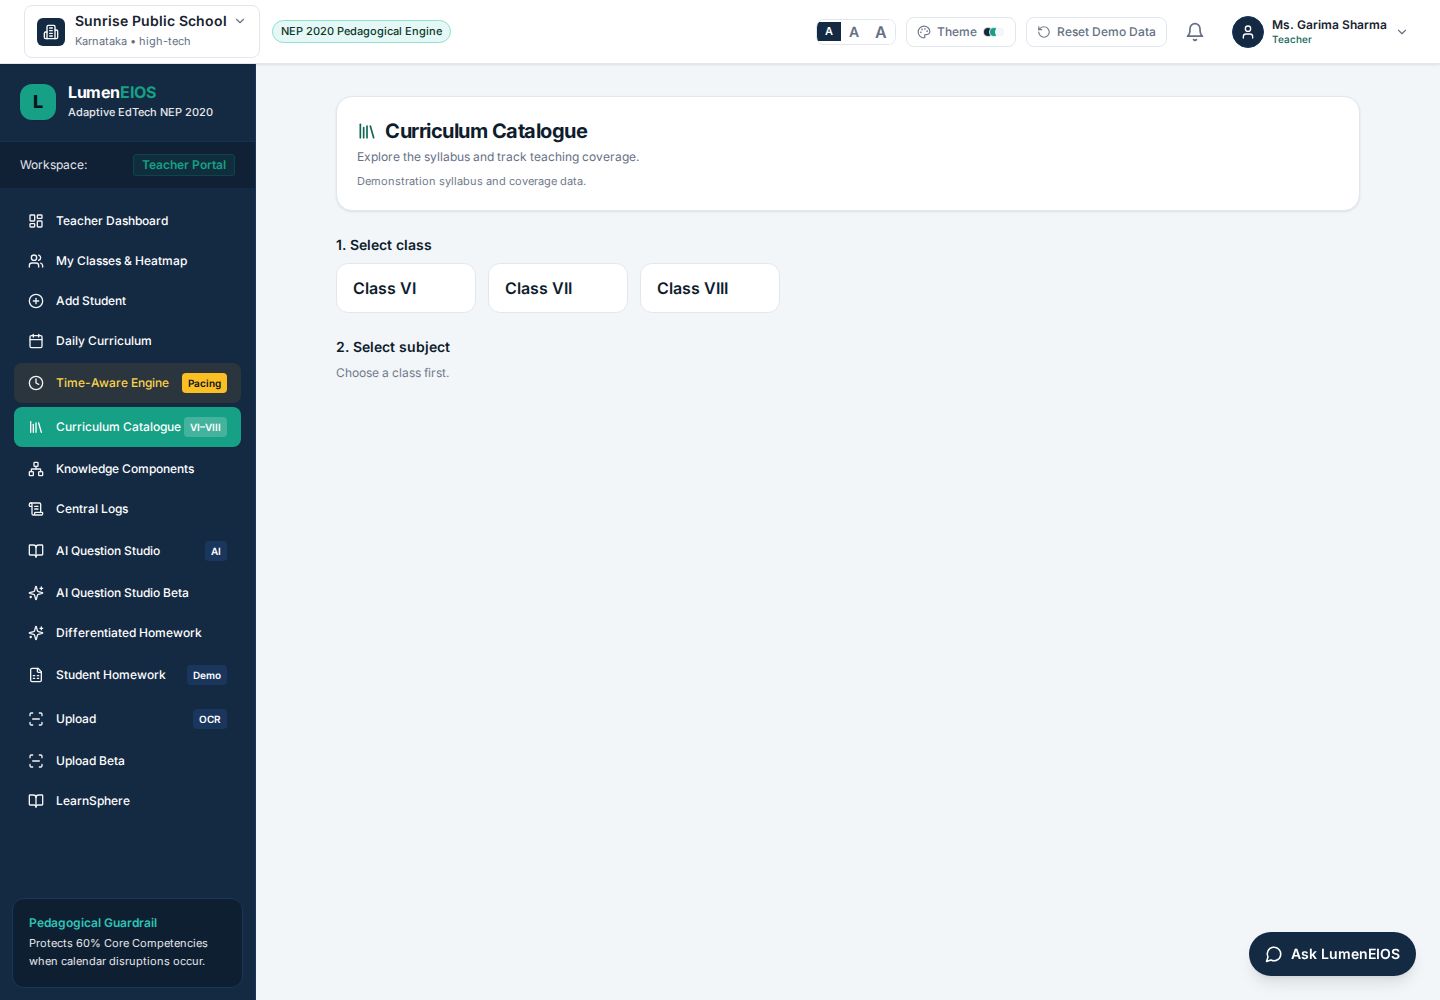 Sunrise Public School
Karnataka • high-tech
NEP 2020 Pedagogical Engine
A A A
Theme
Reset Demo Data
Ms. Garima Sharma
Teacher
L
LumenEIOS
Adaptive EdTech NEP 2020
Workspace:
Teacher Portal
Teacher Dashboard
My Classes & Heatmap
Add Student
Daily Curriculum
Time-Aware Engine
Pacing
Curriculum Catalogue
VI–VIII
Knowledge Components
Central Logs
AI Question Studio
AI
AI Question Studio Beta
Differentiated Homework
Student Homework
Demo
Upload
OCR
Upload Beta
LearnSphere
Pedagogical Guardrail
Protects 60% Core Competencies
when calendar disruptions occur.
Curriculum Catalogue
Explore the syllabus and track teaching coverage.
Demonstration syllabus and coverage data.
1. Select class
Class VI
Class VII
Class VIII
2. Select subject
Choose a class first.
Ask LumenEIOS